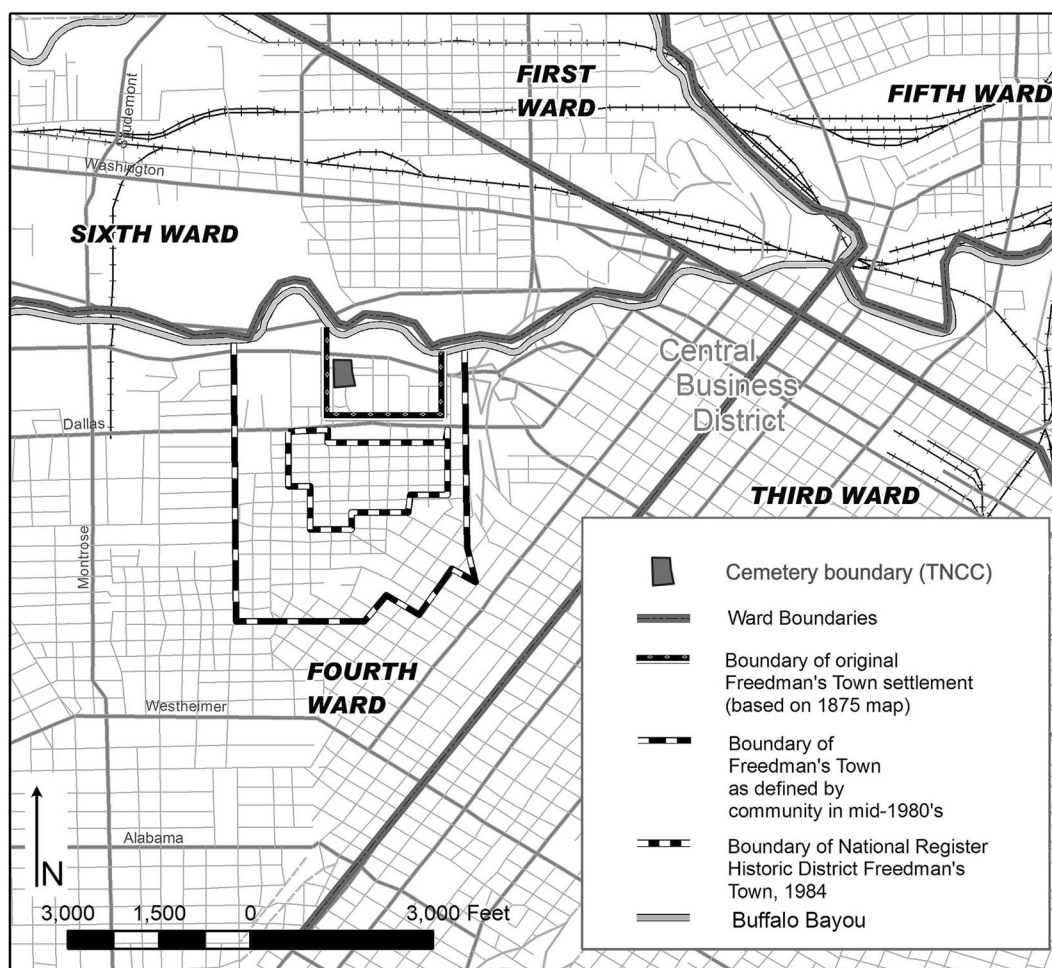 FIRST
WARD
FIFTH WARD
Studemont
Washington
SIXTH WARD
Central
Business
District
Dallas
THIRD WARD
Montrose
FOURTH
WARD
Westheimer
Alabama
N
3,000 1,500 0 3,000 Feet
Cemetery boundary (TNCC)
Ward Boundaries
Boundary of original
Freedman's Town settlement
(based on 1875 map)
Boundary of
Freedman's Town
as defined by
community in mid-1980's
Boundary of National Register
Historic District Freedman's
Town, 1984
Buffalo Bayou